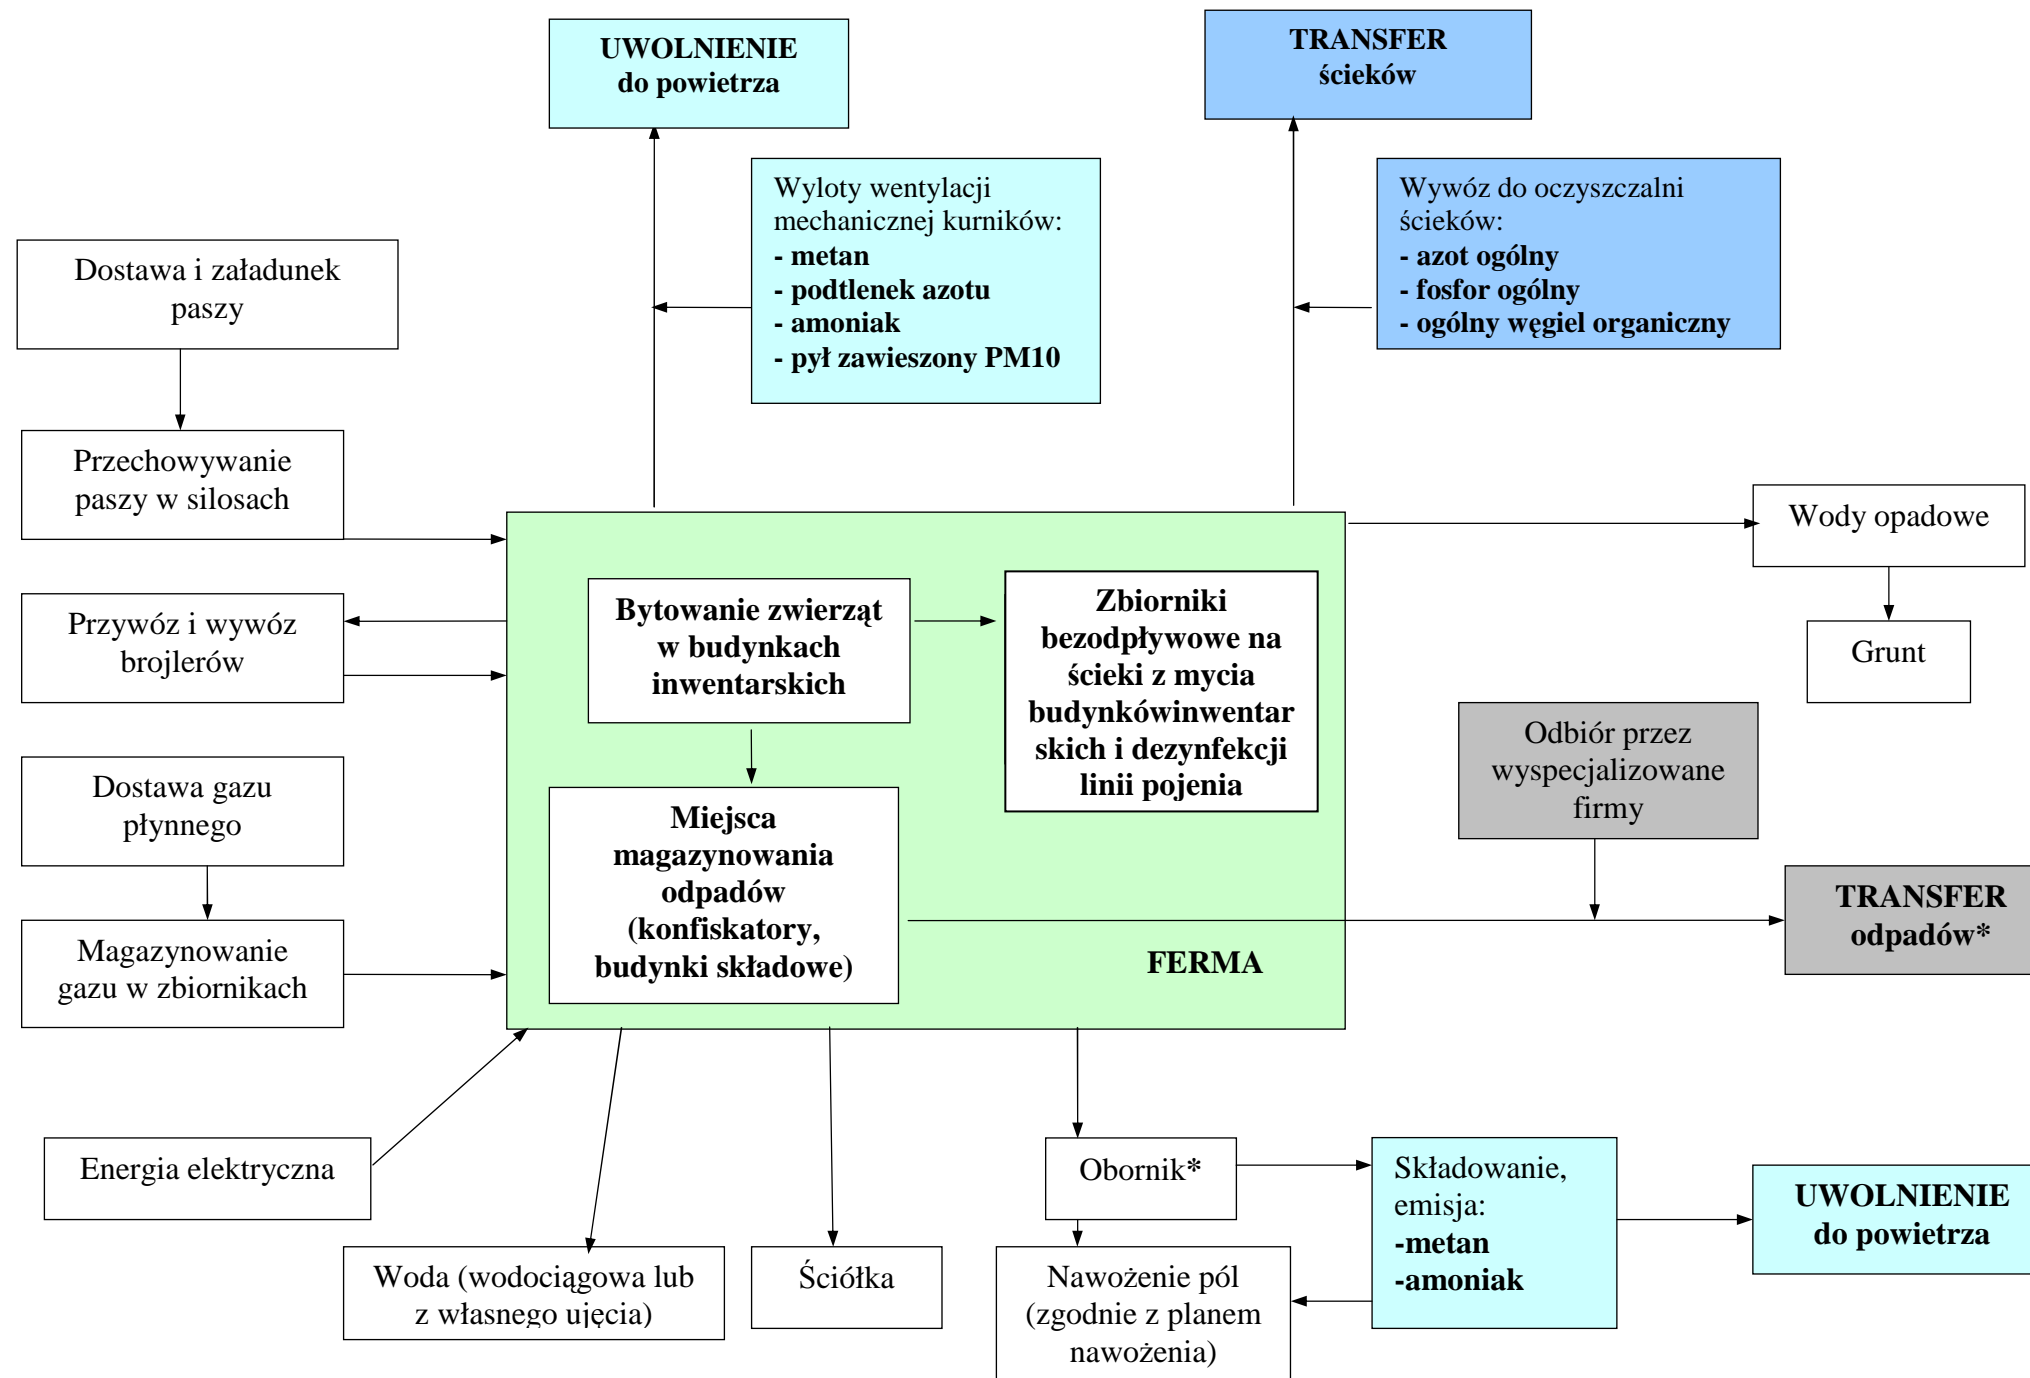 UWOLNIENIE
do powietrza
TRANSFER
ścieków
Wyloty wentylacji
mechanicznej kurników:
- metan
- podtlenek azotu
- amoniak
- pył zawieszony PM10
Wywóz do oczyszczalni
ścieków:
- azot ogólny
- fosfor ogólny
- ogólny węgiel organiczny
Dostawa i załadunek
paszy
Przechowywanie
paszy w silosach
Przywóz i wywóz
brojlerów
Dostawa gazu
płynnego
Magazynowanie
gazu w zbiornikach
Bytowanie zwierząt
w budynkach
inwentarskich
Zbiorniki
bezodpływowe na
ścieki z mycia
budynkówinwentar
skich i dezynfekcji
linii pojenia
Miejsca
magazynowania
odpadów
(konfiskatory,
budynki składowe)
FERMA
Wody opadowe
Grunt
Odbiór przez
wyspecjalizowane
firmy
TRANSFER
odpadów*
Energia elektryczna
Woda (wodociągowa lub
z własnego ujęcia)
Ściółka
Obornik*
Nawożenie pól
(zgodnie z planem
nawożenia)
Składowanie,
emisja:
-metan
-amoniak
UWOLNIENIE
do powietrza